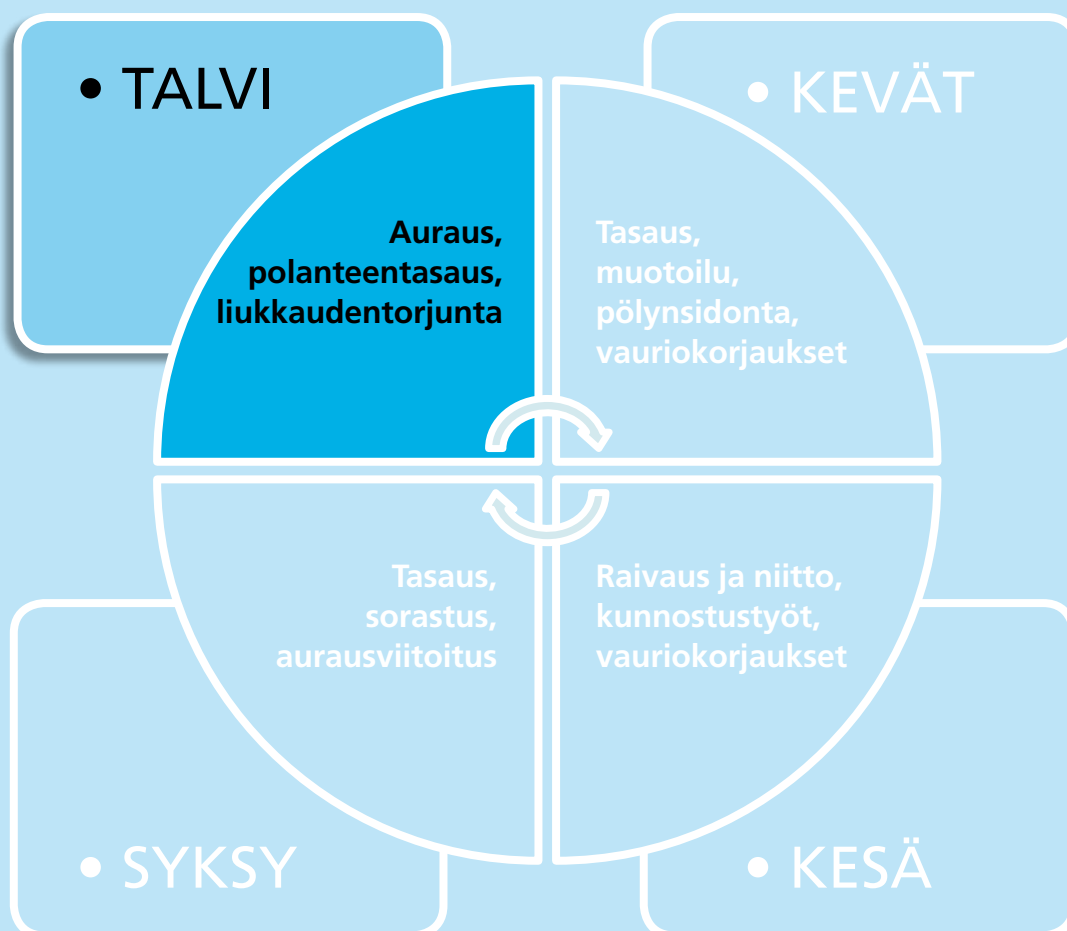 • TALVI
Auraus,
polanteentasaus,
liukkaudentorjunta
• KEVÄT
Tasaus,
muotoilu,
pölynsidonta,
vauriokorjaukset
Tasaus,
sorastus,
aurausviitoitus
• SYKSY
Raivaus ja niitto,
kunnostustyöt,
vauriokorjaukset
• KESÄ